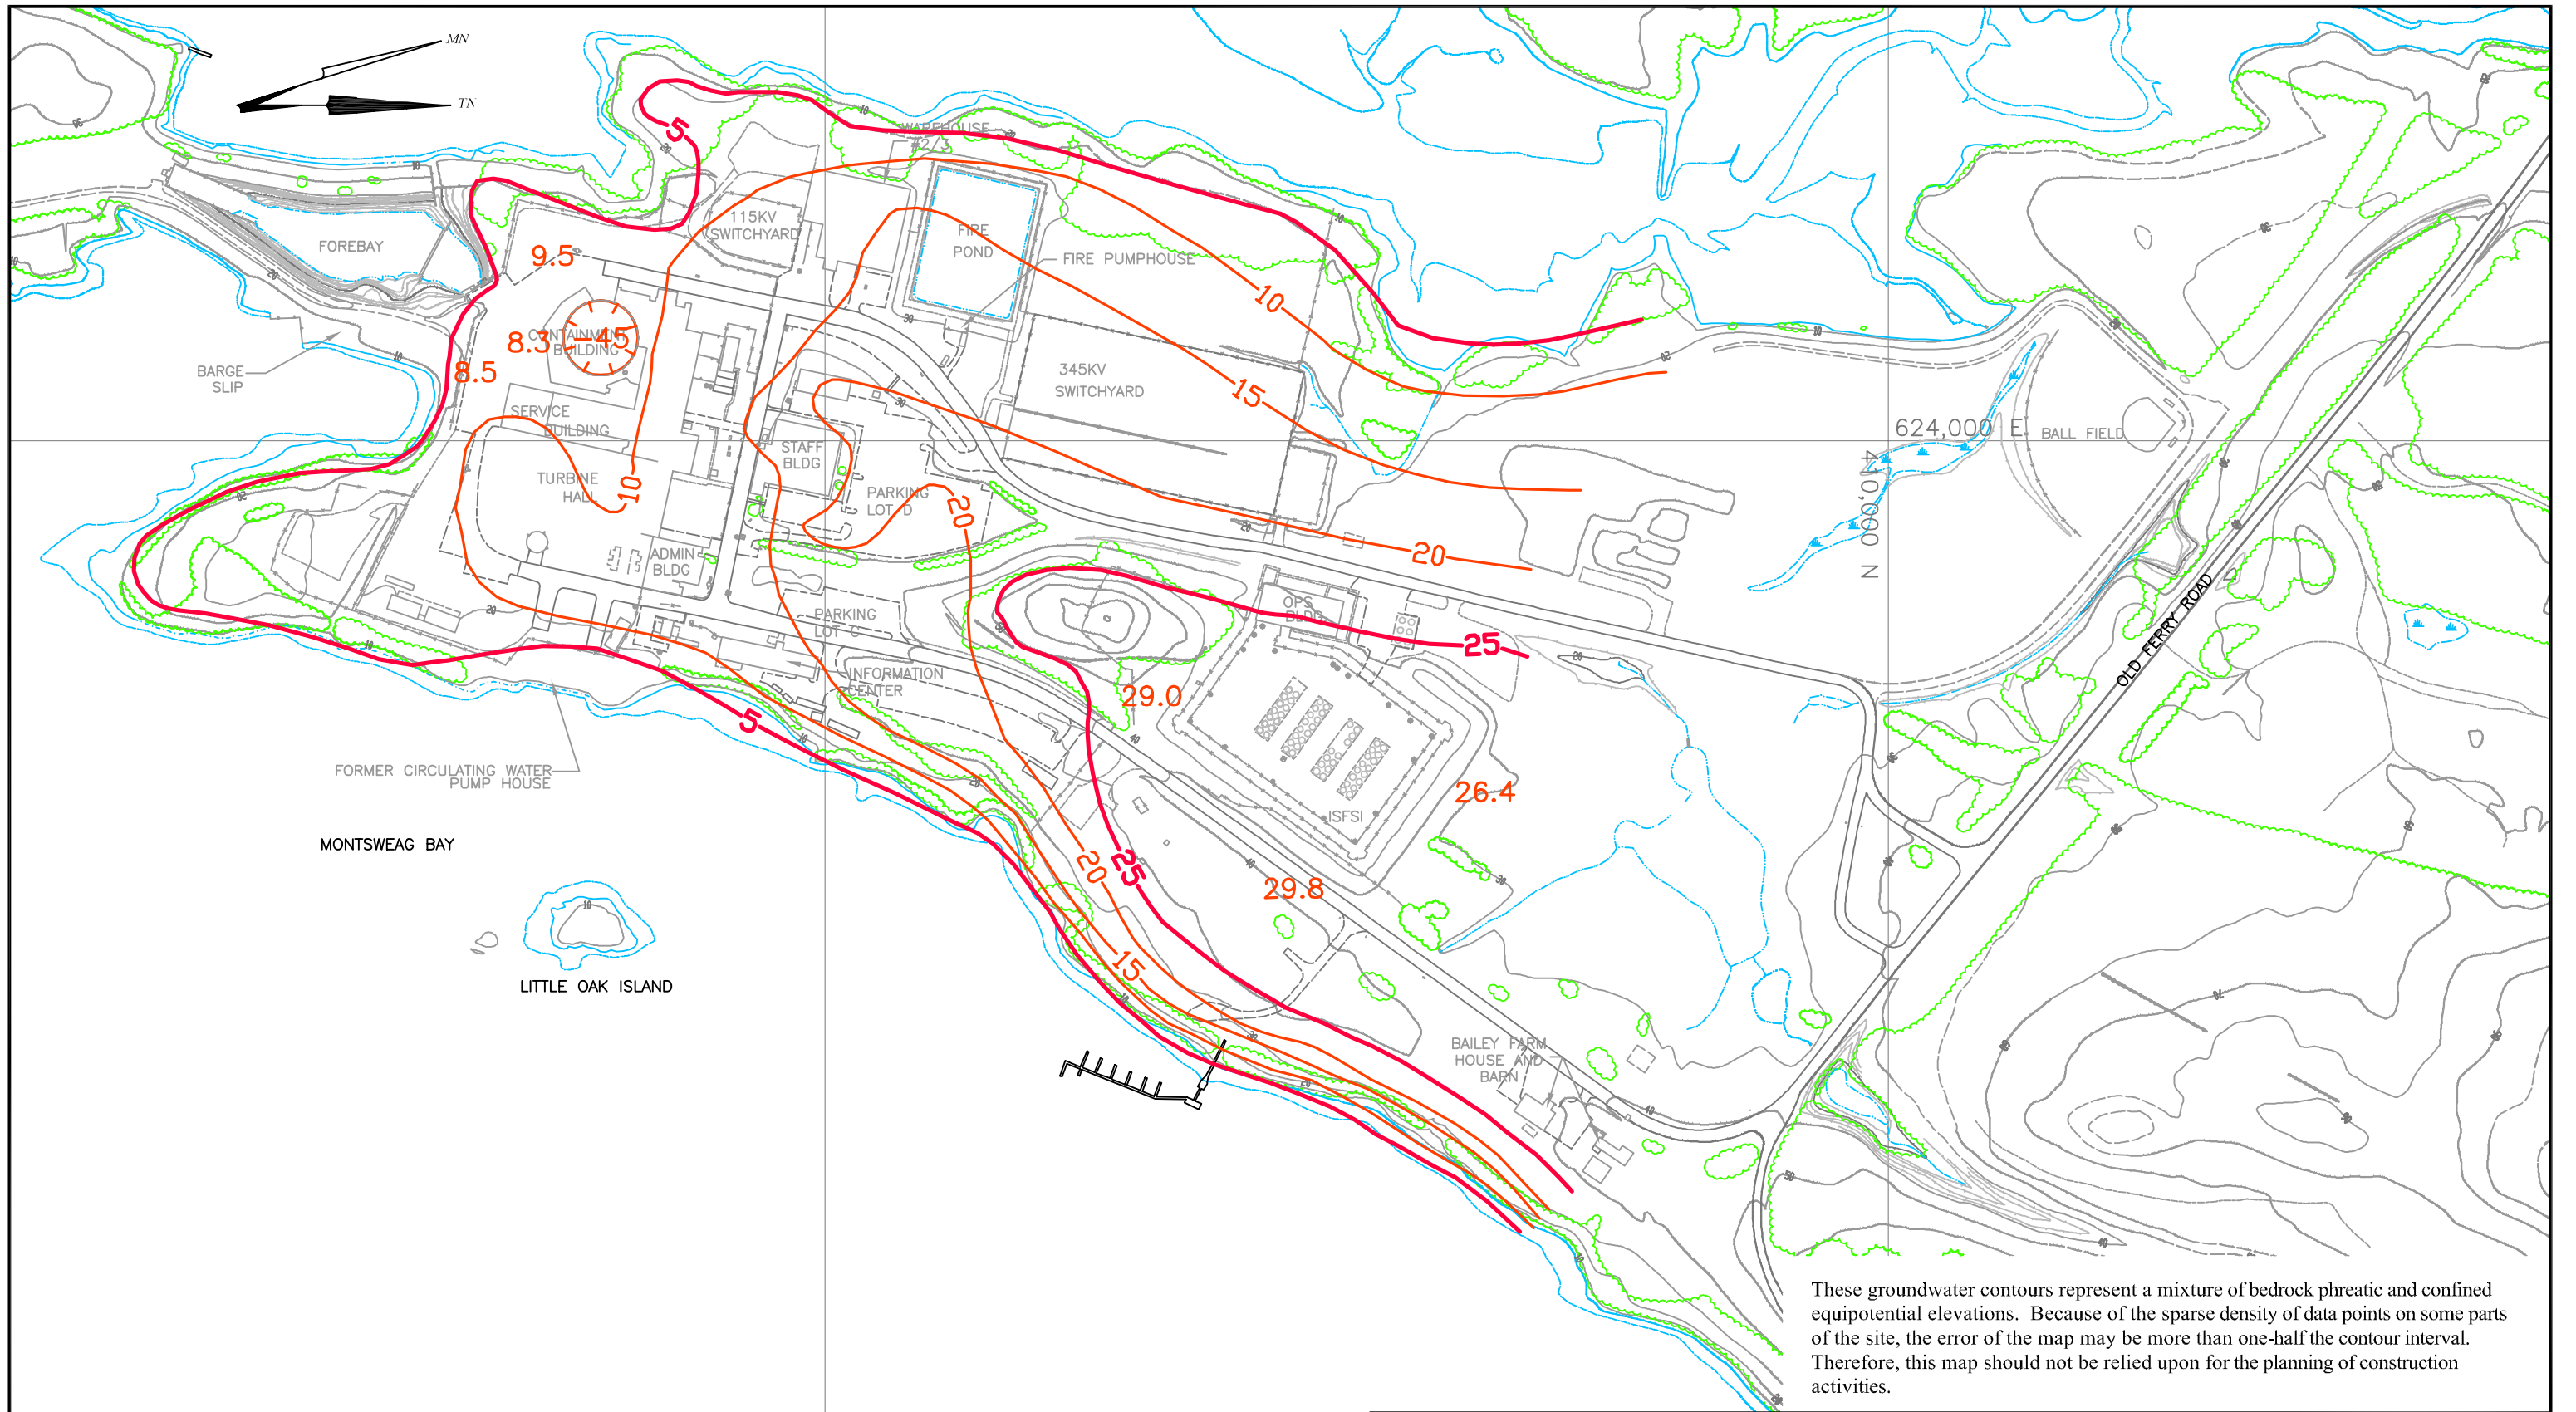 MN
TN
5
WAREHOUSE
#2/3
115KV
SWITCHYARD
FIRE
POND
FIRE PUMPHOUSE
FOREBAY
9.5
10
CONTAINMENT
BUILDING
-45
8.3
8.5
BARGE
SLIP
345KV
SWITCHYARD
15
SERVICE
BUILDING
STAFF
BLDG
624,000 E
BALL FIELD
410,000 N
TURBINE
HALL
10
PARKING
LOT D
20
20
ADMIN
BLDG
OPS
BLDG
PARKING
LOT C
25
OLD FERRY ROAD
INFORMATION
CENTER
29.0
5
FORMER CIRCULATING WATER
PUMP HOUSE
26.4
ISFSI
MONTSWEAG BAY
20
25
29.8
15
LITTLE OAK ISLAND
BAILEY FARM
HOUSE AND
BARN
These groundwater contours represent a mixture of bedrock phreatic and confined
equipotential elevations. Because of the sparse density of data points on some parts
of the site, the error of the map may be more than one-half the contour interval.
Therefore, this map should not be relied upon for the planning of construction
activities.